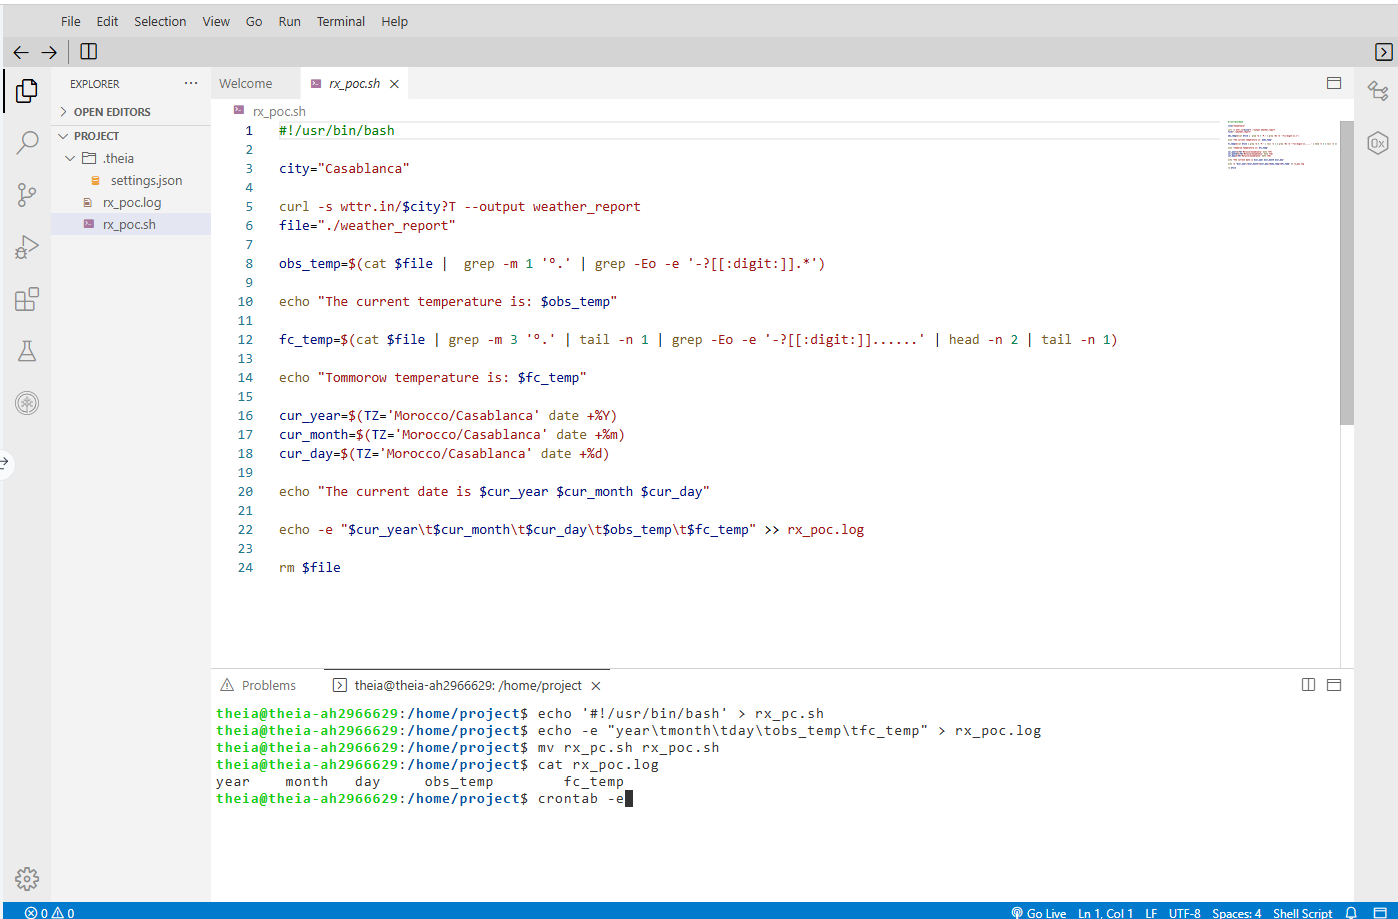 File Edit Selection View Go Run Terminal Help
EXPLORER
OPEN EDITORS
PROJECT
.theia
settings.json
rx_poc.log
rx_poc.sh
Welcome
rx_poc.sh
rx_poc.sh
1 #!/usr/bin/bash
2
3 city="Casablanca"
4
5 curl -s wttr.in/$city?T --output weather_report
6 file="./weather_report"
7
8 obs_temp=$(cat $file |  grep -m 1 '°.' | grep -Eo -e '-?[[:digit:]].*')
9
10 echo "The current temperature is: $obs_temp"
11
12 fc_temp=$(cat $file | grep -m 3 '°.' | tail -n 1 | grep -Eo -e '-?[[:digit:]]......' | head -n 2 | tail -n 1)
13
14 echo "Tommorow temperature is: $fc_temp"
15
16 cur_year=$(TZ='Morocco/Casablanca' date +%Y)
17 cur_month=$(TZ='Morocco/Casablanca' date +%m)
18 cur_day=$(TZ='Morocco/Casablanca' date +%d)
19
20 echo "The current date is $cur_year $cur_month $cur_day"
21
22 echo -e "$cur_year\t$cur_month\t$cur_day\t$obs_temp\t$fc_temp" >> rx_poc.log
23
24 rm $file
Problems
theia@theia-ah2966629: /home/project
theia@theia-ah2966629:/home/project$ echo '#!/usr/bin/bash' > rx_pc.sh
theia@theia-ah2966629:/home/project$ echo -e "year\tmonth\tday\tobs_temp\tfc_temp" > rx_poc.log
theia@theia-ah2966629:/home/project$ mv rx_pc.sh rx_poc.sh
theia@theia-ah2966629:/home/project$ cat rx_poc.log
year month day obs_temp fc_temp
theia@theia-ah2966629:/home/project$ crontab -e
0 0
Go Live Ln 1, Col 1 LF UTF-8 Spaces: 4 Shell Script
0x